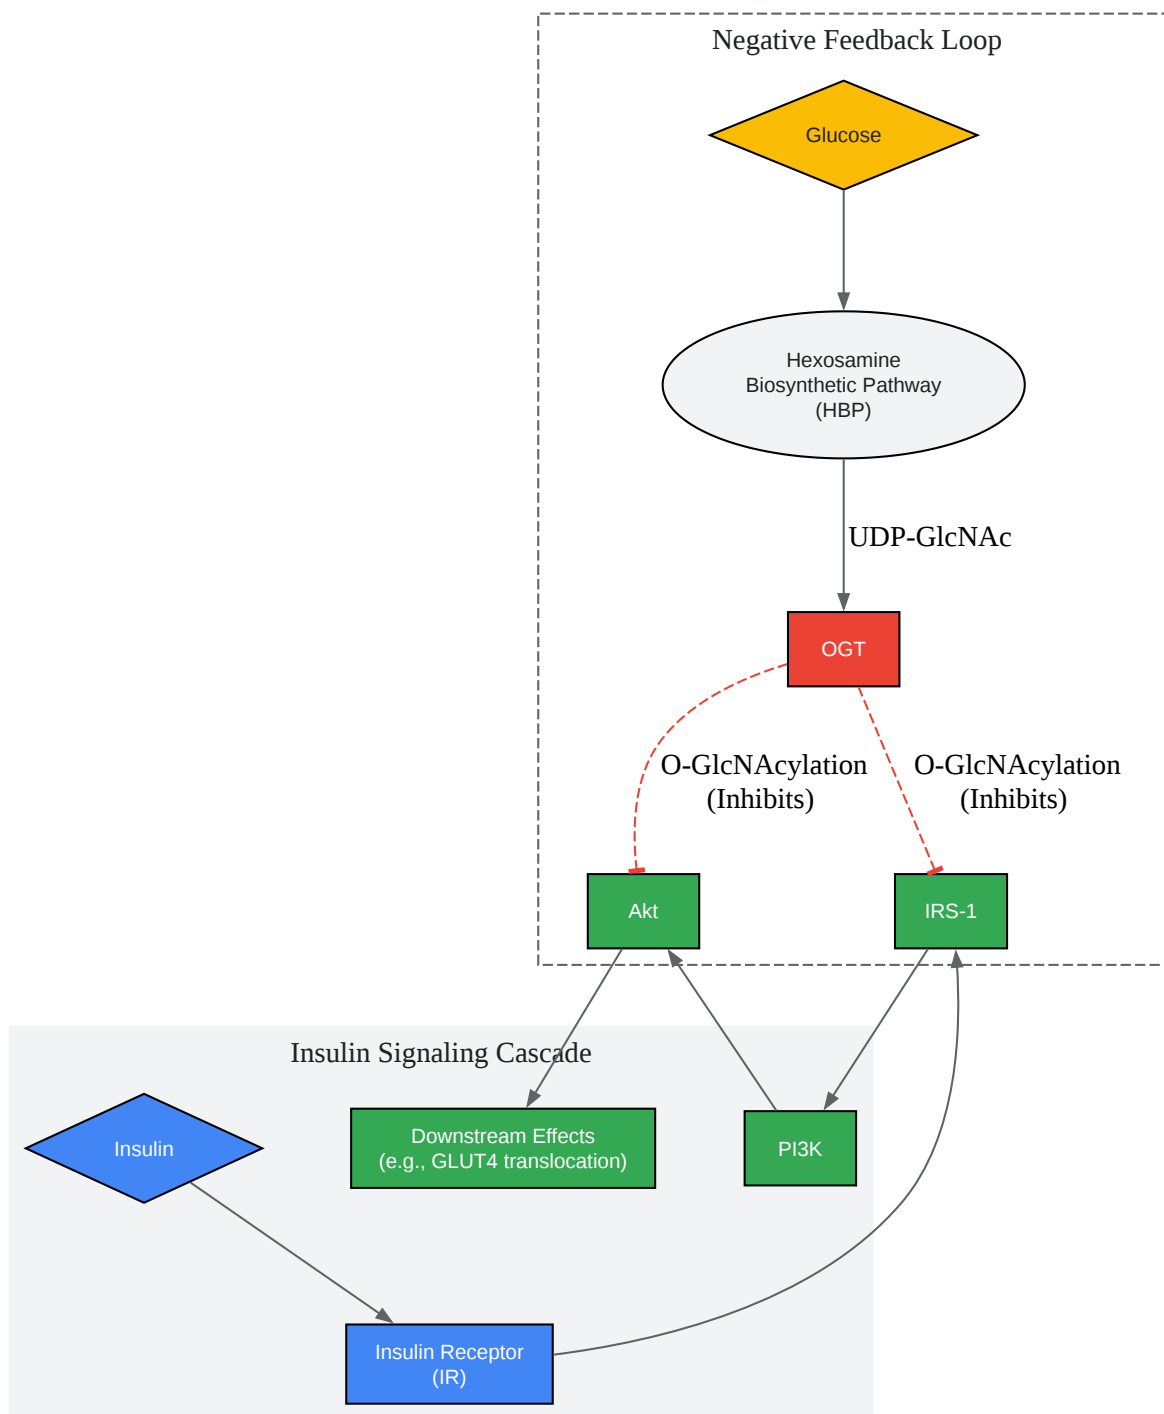 Negative Feedback Loop
Glucose
Hexosamine
Biosynthetic Pathway
(HBP)
UDP-GlcNAc
OGT
O-GlcNAcylation
(Inhibits)
O-GlcNAcylation
(Inhibits)
Akt
IRS-1
Insulin Signaling Cascade
Insulin
Downstream Effects
(e.g., GLUT4 translocation)
PI3K
Insulin Receptor
(IR)